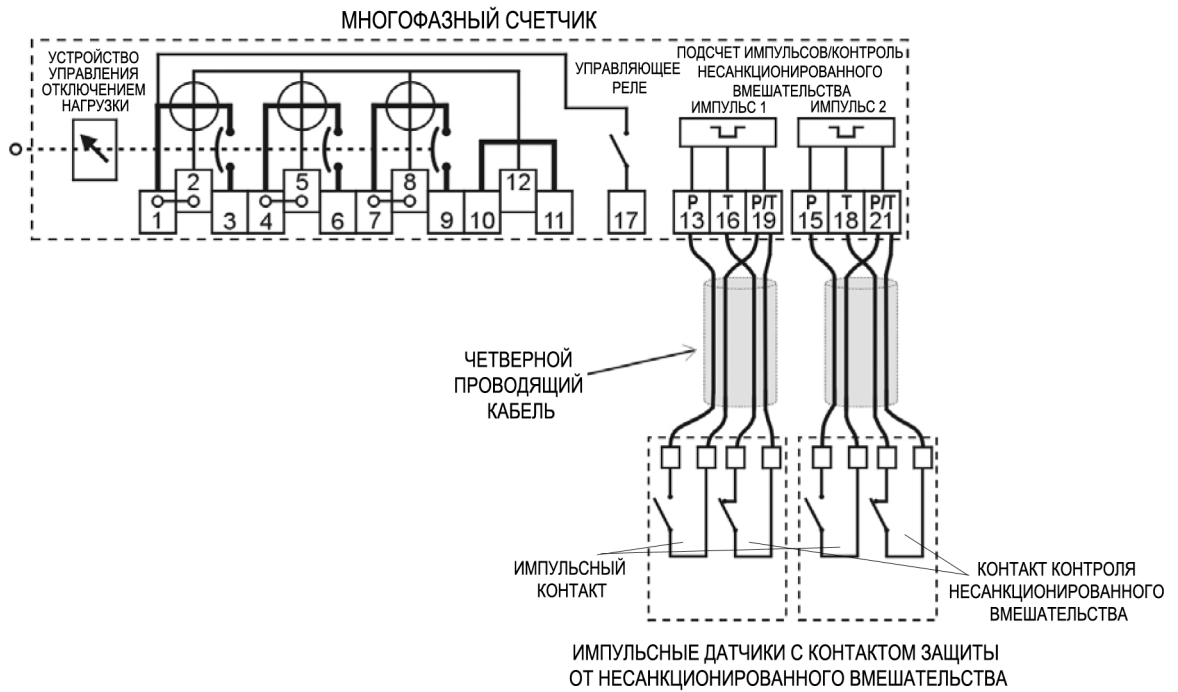 МНОГОФАЗНЫЙ СЧЕТЧИК
УСТРОЙСТВО
УПРАВЛЕНИЯ
ОТКЛЮЧЕНИЕМ
НАГРУЗКИ
УПРАВЛЯЮЩЕЕ
РЕЛЕ
ПОДСЧЕТ ИМПУЛЬСОВ/КОНТРОЛЬ
НЕСАНКЦИОНИРОВАННОГО
ВМЕШАТЕЛЬСТВА
ИМПУЛЬС 1 ИМПУЛЬС 2
2 5 8 12
1 3 4 6 7 9 10 11 17
P T P/T P T P/T
13 16 19 15 18 21
ЧЕТВЕРНОЙ
ПРОВОДЯЩИЙ
КАБЕЛЬ
ИМПУЛЬСНЫЙ
КОНТАКТ
КОНТАКТ КОНТРОЛЯ
НЕСАНКЦИОНИРОВАННОГО
ВМЕШАТЕЛЬСТВА
ИМПУЛЬСНЫЕ ДАТЧИКИ С КОНТАКТОМ ЗАЩИТЫ
ОТ НЕСАНКЦИОНИРОВАННОГО ВМЕШАТЕЛЬСТВА